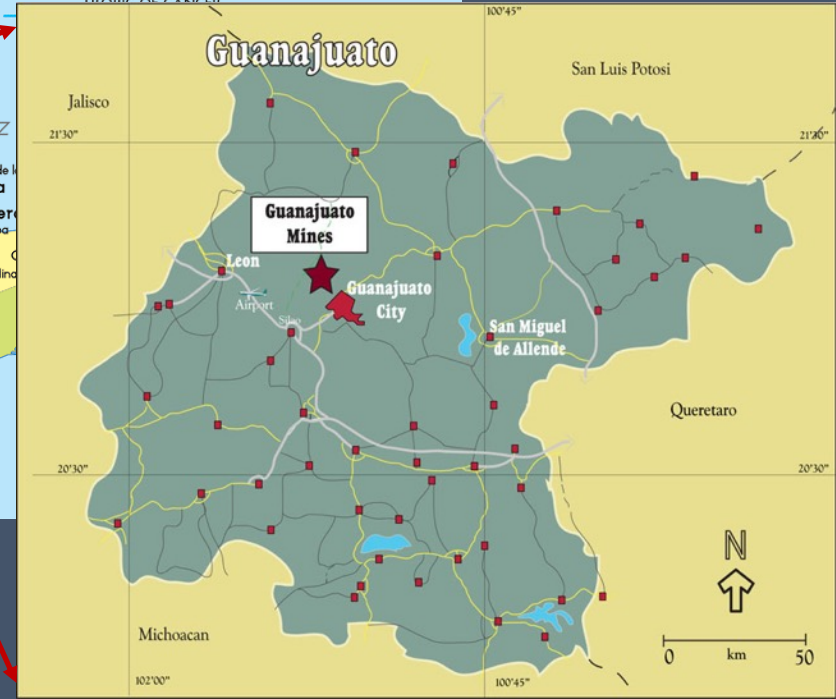 100°45"
Guanajuato
San Luis Potosi
Jalisco
21'30"
21'30"
Guanajuato
Mines
Leon
Guanajuato
City
Airport
Silao
San Miguel
de Allende
Queretaro
20'30"
20'30"
N
Michoacan
0
km
50
102'00"
100'45"